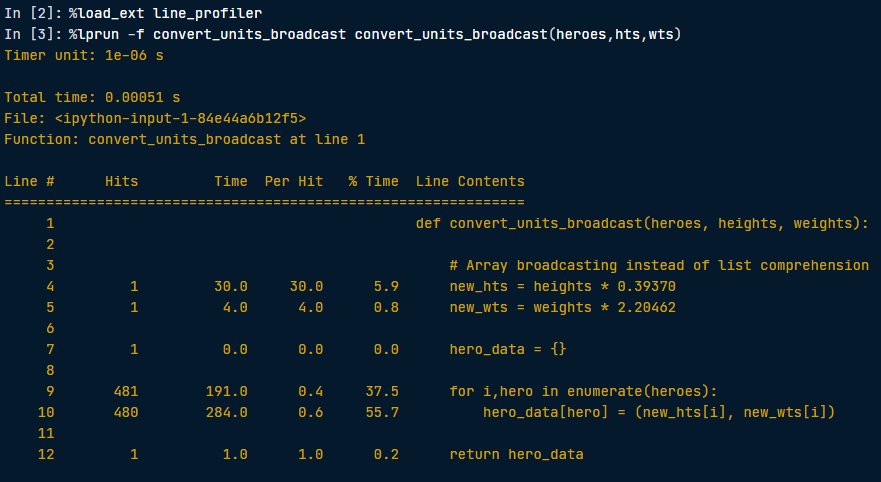 In [2]: %load_ext line_profiler
In [3]: %lprun -f convert_units_broadcast convert_units_broadcast(heroes,hts,wts)
Timer unit: 1e-06 s

Total time: 0.00051 s
File: <ipython-input-1-84e44a6b12f5>
Function: convert_units_broadcast at line 1

Line #      Hits         Time  Per Hit   % Time  Line Contents
==============================================================
     1                                           def convert_units_broadcast(heroes, heights, weights):
     2
     3                                               # Array broadcasting instead of list comprehension
     4         1         30.0     30.0      5.9      new_hts = heights * 0.39370
     5         1          4.0      4.0      0.8      new_wts = weights * 2.20462
     6
     7         1          0.0      0.0      0.0      hero_data = {}
     8
     9       481        191.0      0.4     37.5      for i,hero in enumerate(heroes):
    10       480        284.0      0.6     55.7          hero_data[hero] = (new_hts[i], new_wts[i])
    11
    12         1          1.0      1.0      0.2      return hero_data